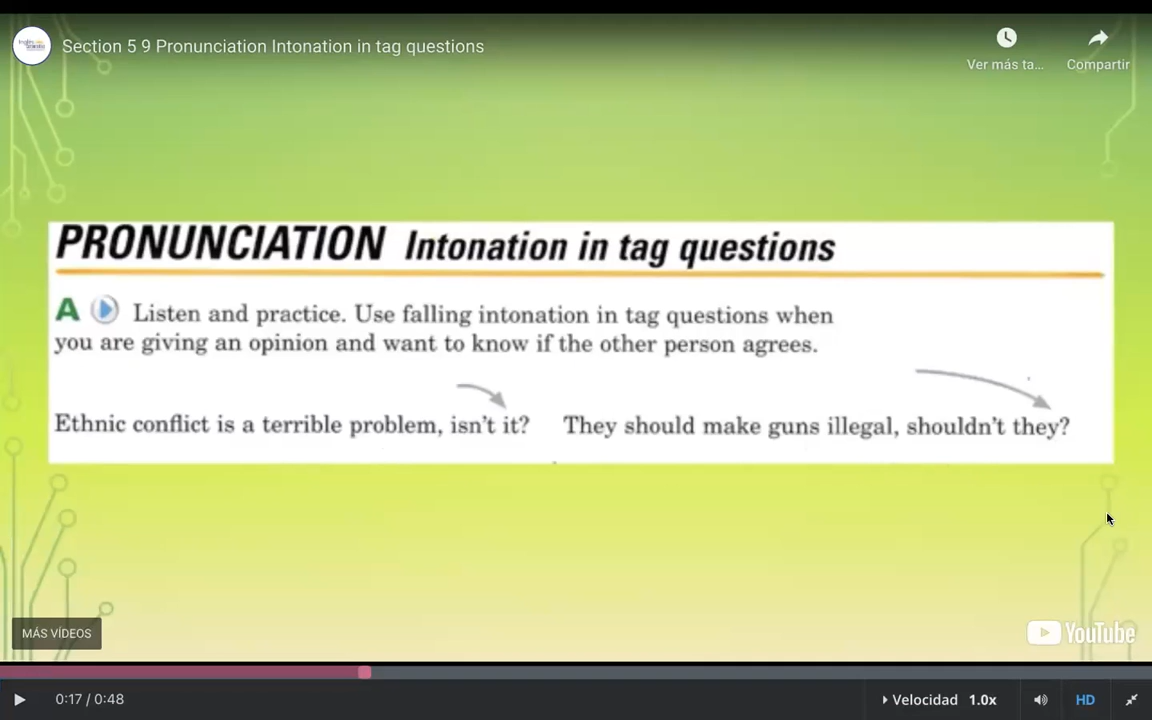 Section 5 9 Pronunciation Intonation in tag questions
Ver más ta...
Compartir
PRONUNCIATION Intonation in tag questions
A Listen and practice. Use falling intonation in tag questions when
you are giving an opinion and want to know if the other person agrees.
Ethnic conflict is a terrible problem, isn't it? They should make guns illegal, shouldn't they?
MÁS VÍDEOS
YouTube
0:17 / 0:48
Velocidad 1.0x
HD